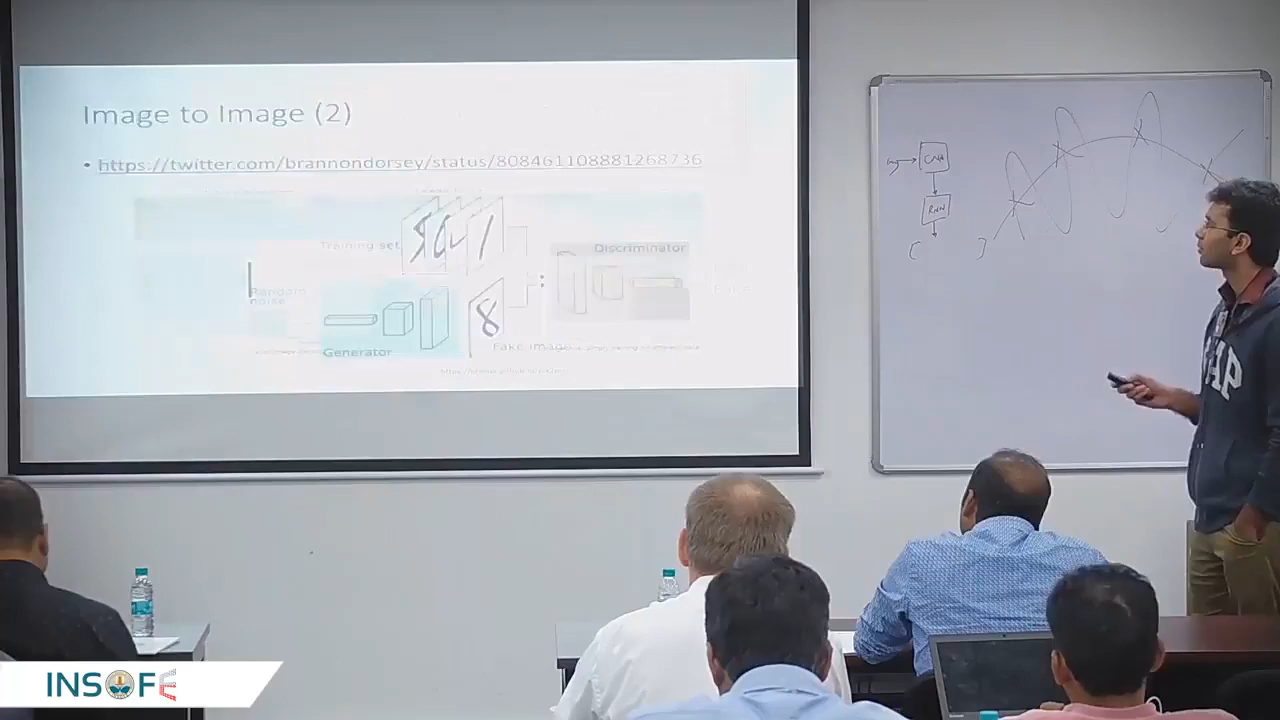 Image to Image (2)
• https://twitter.com/brannondorsey/status/808461108881268736
Training set
Discriminator
Random
noise
Generator
Fake image
8
CNN
RNN
[ ]
GAP
INSOFE